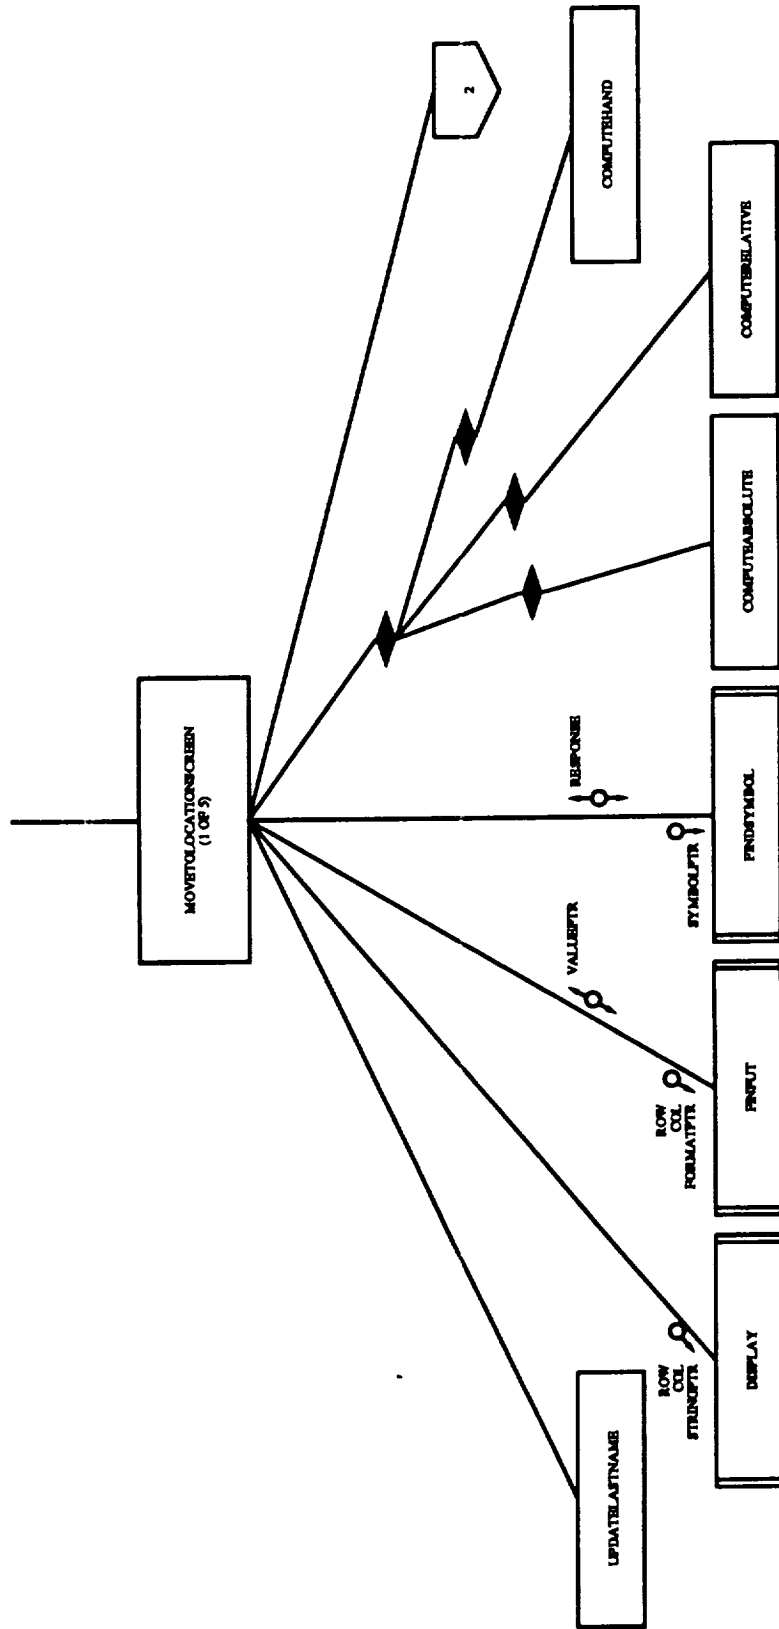 MOVETOLOCATIONSCREEN
(1 OF 5)
2
UPDATELASTNAME
COMPUTEHAND
VALUEPTR
RESPONSE
ROW
COL
STRINGPTR
ROW
COL
FORMATPTR
SYMBOLPTR
DISPLAY
FINPUT
FINDSYMBOL
COMPUTEABSOLUTE
COMPUTERELATIVE